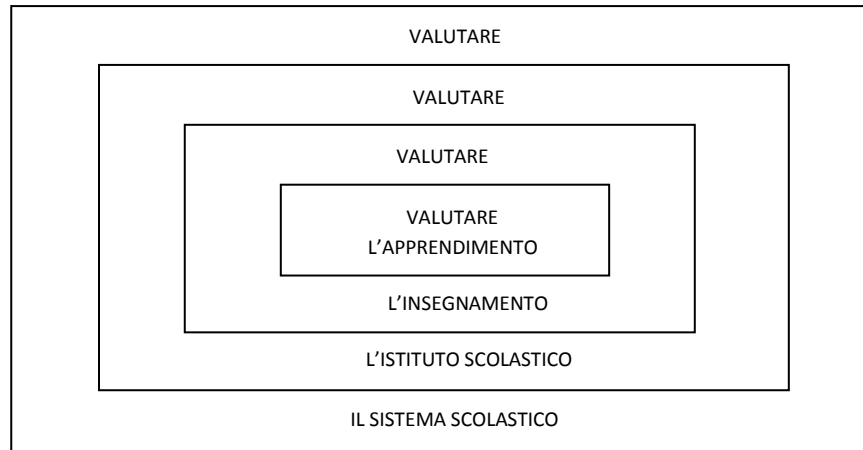 VALUTARE
VALUTARE
VALUTARE
VALUTARE
L’APPRENDIMENTO
L’INSEGNAMENTO
L’ISTITUTO SCOLASTICO
IL SISTEMA SCOLASTICO